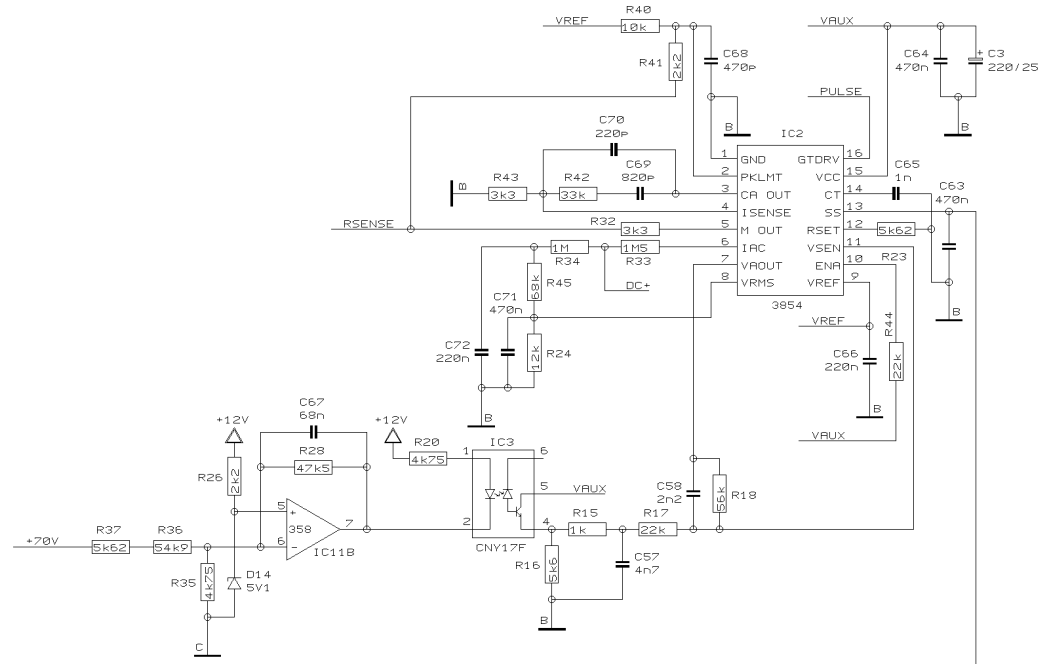 R40
VREF
10k
VAUX
R41
2k2
C68
470p
C64
470n
+
C3
220/25
PULSE
B
B
C70
220p
IC2
1
GND
GTDRV
16
2
PKLMT
VCC
15
3
CA OUT
CT
14
4
ISENSE
SS
13
5
M OUT
RSET
12
6
IAC
VSEN
11
7
VAOUT
ENA
10
8
VRMS
VREF
9
3854
C65
1n
C63
470n
B
R43
3k3
R42
33k
C69
820p
RSENSE
R32
3k3
5k62
R23
1M
R34
1M5
R33
DC+
R45
68k
C71
470n
B
VREF
R44
22k
C72
220n
12k
R24
C66
220n
B
B
VAUX
C67
68n
+12V
+12V
R28
47k5
R20
4k75
IC3
1
6
R26
2k2
5
VAUX
C58
2n2
R18
56k
5
+
358
7
2
4
R15
1k
R17
22k
6
-
IC11B
CNY17F
R37
R36
+70V
5k62
54k9
R35
4k75
D14
5V1
R16
5k6
C57
4n7
B
C